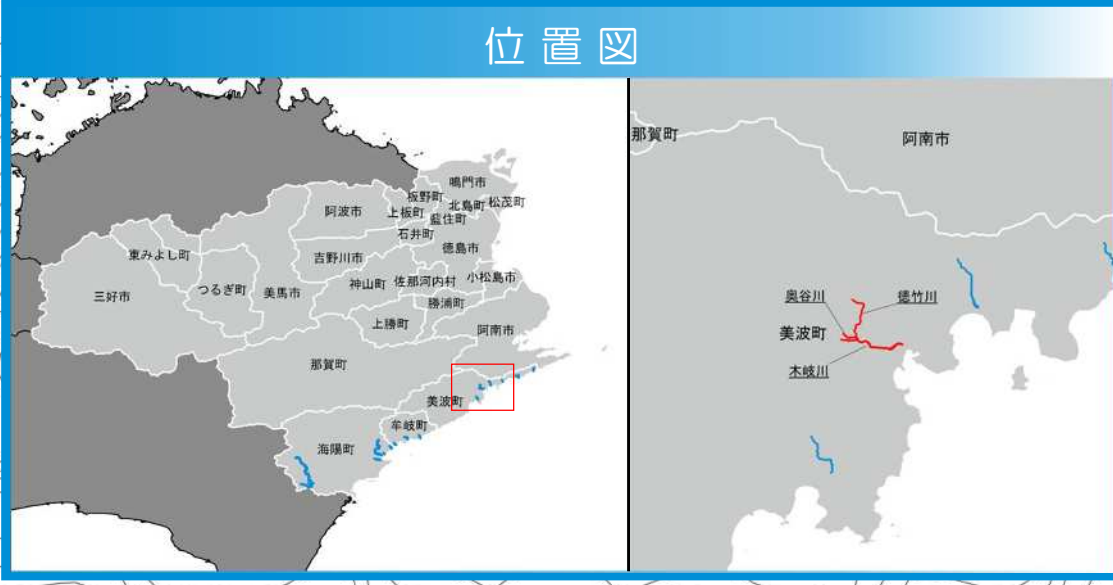 位置図
鳴門市
板野町
松茂町
北島町
阿波市
上板町
藍住町
石井町
徳島市
東みよし町
吉野川市
小松島市
佐那河内村
神山町
つるぎ町
美馬市
三好市
勝浦町
上勝町
阿南市
那賀町
美波町
牟岐町
海陽町
那賀町
阿南市
奥谷川
徳竹川
美波町
木岐川